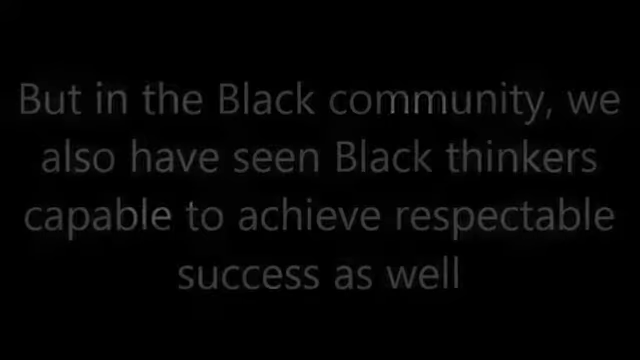 But in the Black community, we
also have seen Black thinkers
capable to achieve respectable
success as well